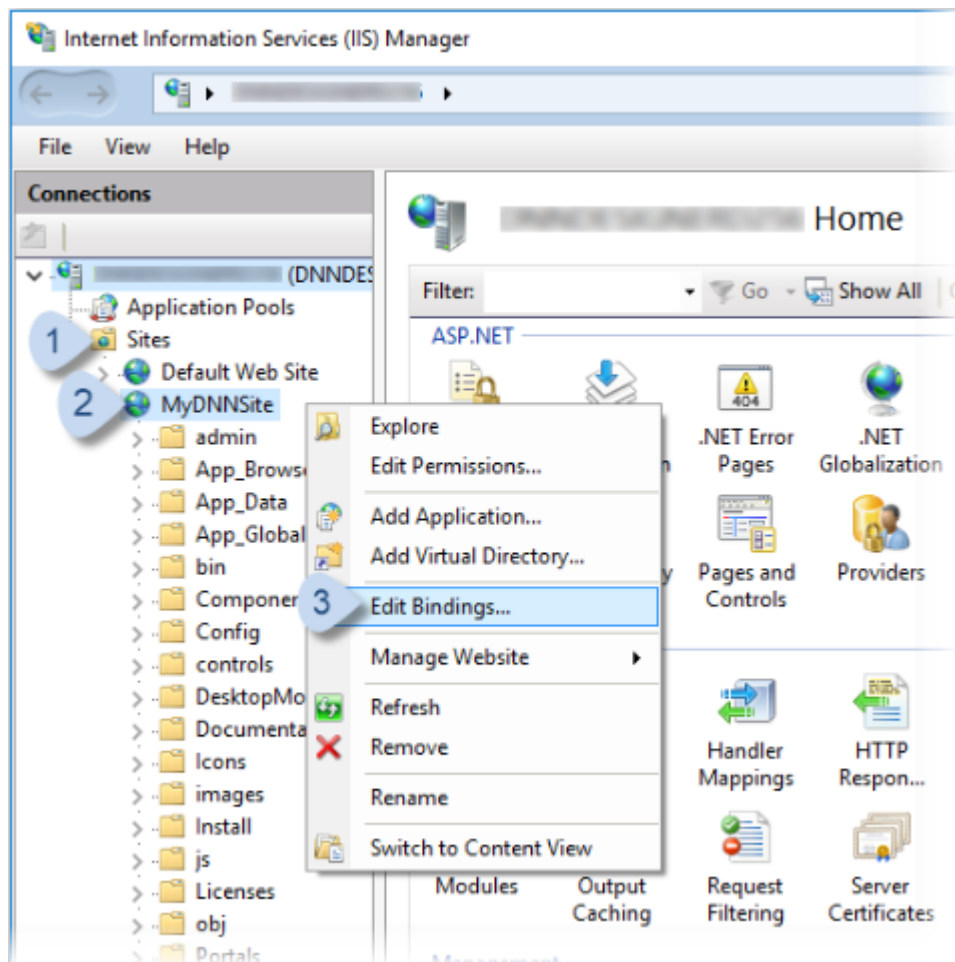 Internet Information Services (IIS) Manager
File View Help
Connections
(DNNDES
Application Pools
1
Sites
Default Web Site
2
MyDNNSite
admin
App_Browse
App_Data
App_Global
bin
Componer
Config
controls
DesktopMo
Documenta
Icons
images
Install
js
Licenses
obj
Portals
Home
Filter:
Go
Show All
ASP.NET
.NET Error
Pages
.NET
Globalization
Pages and
Controls
Providers
Handler
Mappings
HTTP
Respon...
Modules
Output
Caching
Request
Filtering
Server
Certificates
Management
404
Explore
Edit Permissions...
Add Application...
Add Virtual Directory...
3
Edit Bindings...
Manage Website
Refresh
Remove
Rename
Switch to Content View